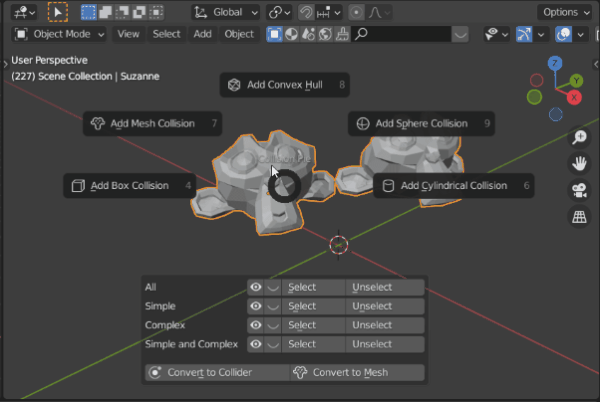 Global
Options
Object Mode
View
Select
Add
Object
User Perspective
(227) Scene Collection | Suzanne
Z
Y
X
Add Convex Hull 8
Add Mesh Collision 7
Add Sphere Collision 9
Add Box Collision 4
Add Cylindrical Collision 6
All Select Unselect
Simple Select Unselect
Complex Select Unselect
Simple and Complex Select Unselect
Convert to Collider
Convert to Mesh